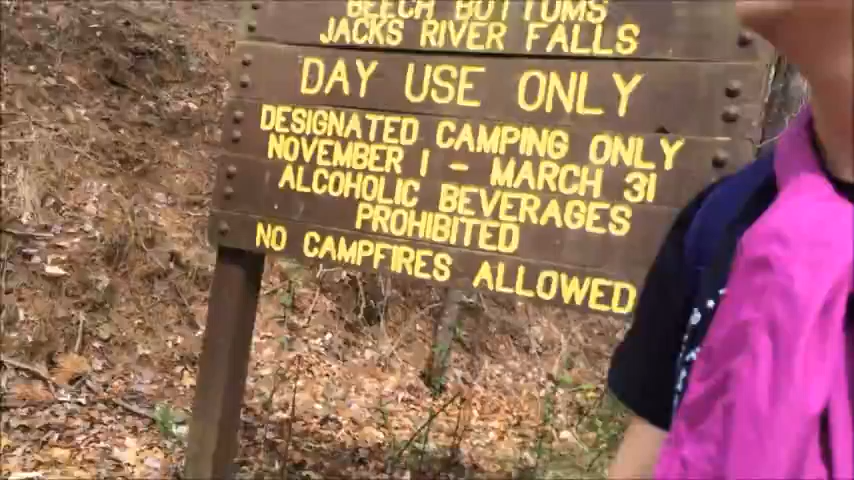 BEECH BOTTOMS
JACKS RIVER FALLS
DAY USE ONLY
DESIGNATED CAMPING ONLY
NOVEMBER 1 - MARCH 31
ALCOHOLIC BEVERAGES
PROHIBITED
NO CAMPFIRES ALLOWED